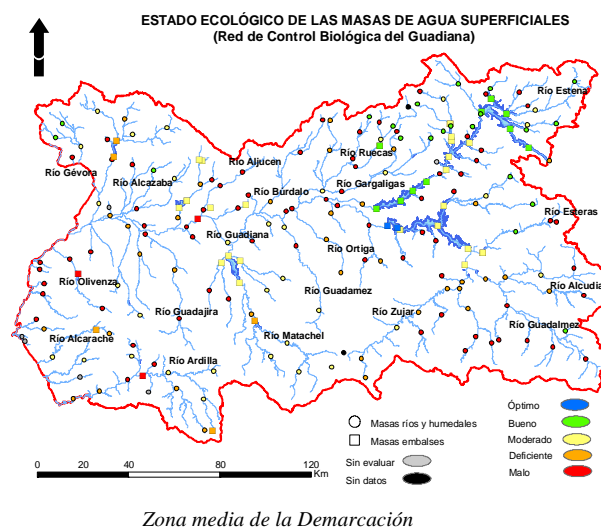 ESTADO ECOLÓGICO DE LAS MASAS DE AGUA SUPERFICIALES
(Red de Control Biológica del Guadiana)
Río Estena
Río Ruecas
Río Aljucen
Río Gévora
Río Alcazaba
Río Búrdalo
Río Gargaligas
Río Esteras
Río Guadiana
Río Ortiga
Río Olivenza
Río Guadamez
Río Alcudia
Río Guadajira
Río Zujar
Río Guadalmez
Río Alcarache
Río Matachel
Río Ardilla
Óptimo
Masas ríos y humedales
Bueno
Masas embalses
Moderado
Sin evaluar
Deficiente
Sin datos
Malo
0 20 40 80 120
Km
Zona media de la Demarcación